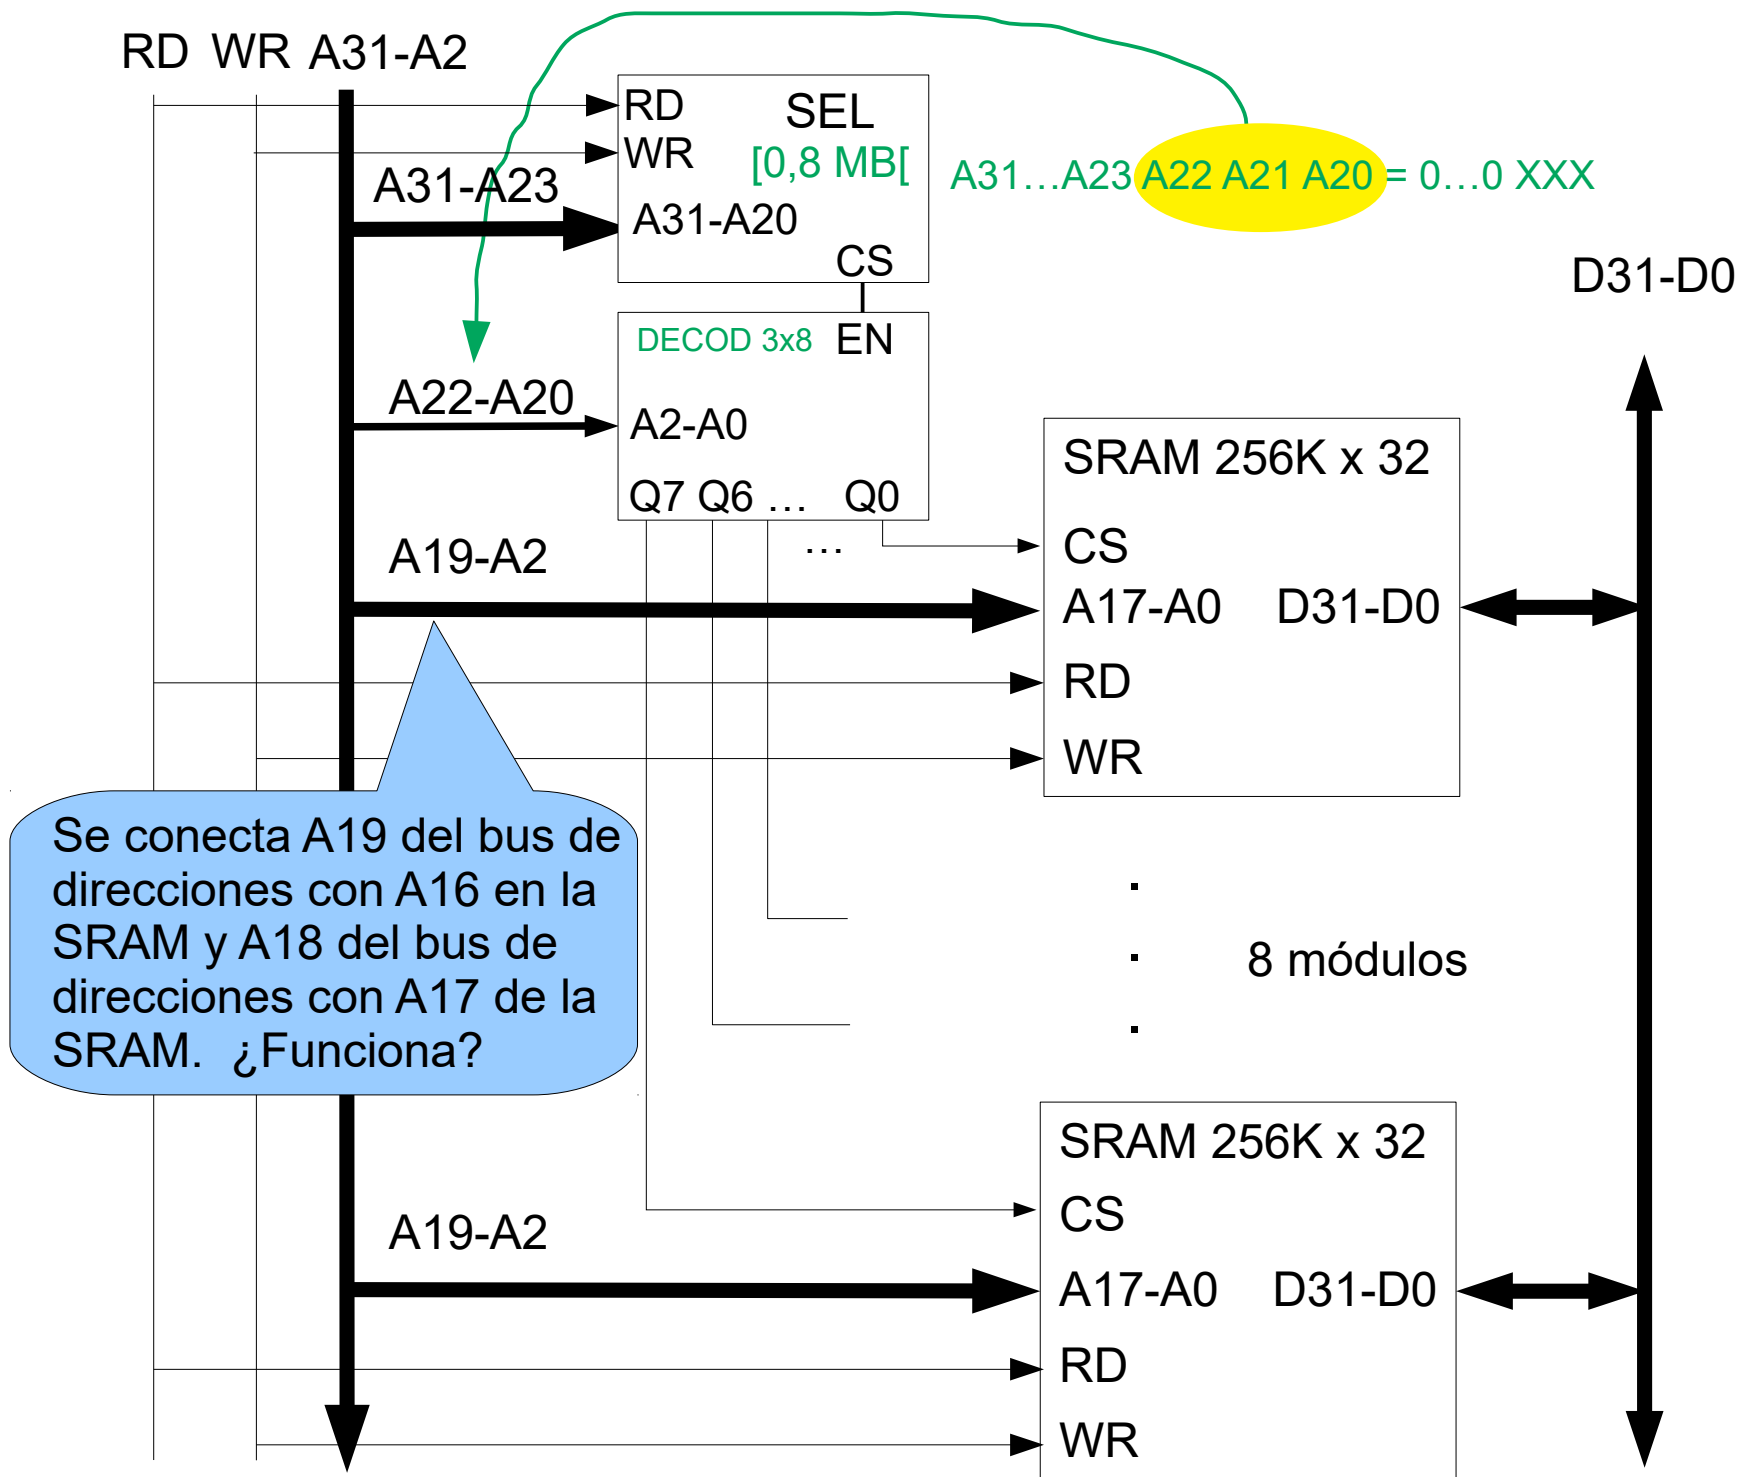 RD WR A31-A2
RD
SEL
WR
[0,8 MB[
A31-A23
A31-A20
CS
A31…A23 A22 A21 A20 = 0…0 XXX
D31-D0
DECOD 3x8 EN
A22-A20
A2-A0
Q7 Q6 … Q0
…
A19-A2
SRAM 256K x 32
CS
A17-A0 D31-D0
RD
WR
Se conecta A19 del bus de
direcciones con A16 en la
SRAM y A18 del bus de
direcciones con A17 de la
SRAM. ¿Funciona?
.
. 8 módulos
.
SRAM 256K x 32
CS
A19-A2
A17-A0 D31-D0
RD
WR